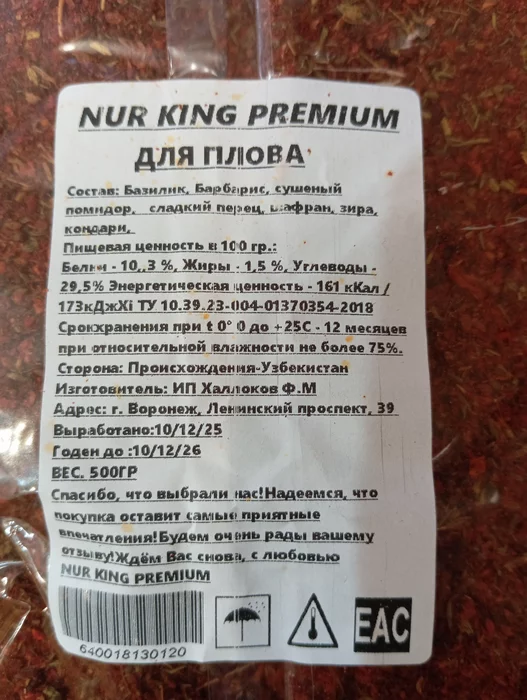 NUR KING PREMIUM
ДЛЯ ПЛОВА
Состав: Базилик, Барбарис, сушеный
помидор, сладкий перец, шафран, зира,
кондари,
Пищевая ценность в 100 гр.:
Белки - 10,.3 %, Жиры - 1,5 %, Углеводы -
29,5% Энергетическая ценность - 161 кКал /
173кДжХi ТУ 10.39.23-004-01370354-2018
Срокхранения при t 0° 0 до +25С - 12 месяцев
при относительной влажности не более 75%.
Сторона: Происхождения-Узбекистан
Изготовитель: ИП Халлоков Ф.М
Адрес: г. Воронеж, Ленинский проспект, 39
Выработано:10/12/25
Годен до :10/12/26
ВЕС. 500ГР
Спасибо, что выбрали нас!Надеемся, что
покупка оставит самые приятные
впечатления!Будем очень рады вашему
отзыву!Ждём Вас снова, с любовью
NUR KING PREMIUM
640018130120
EAC